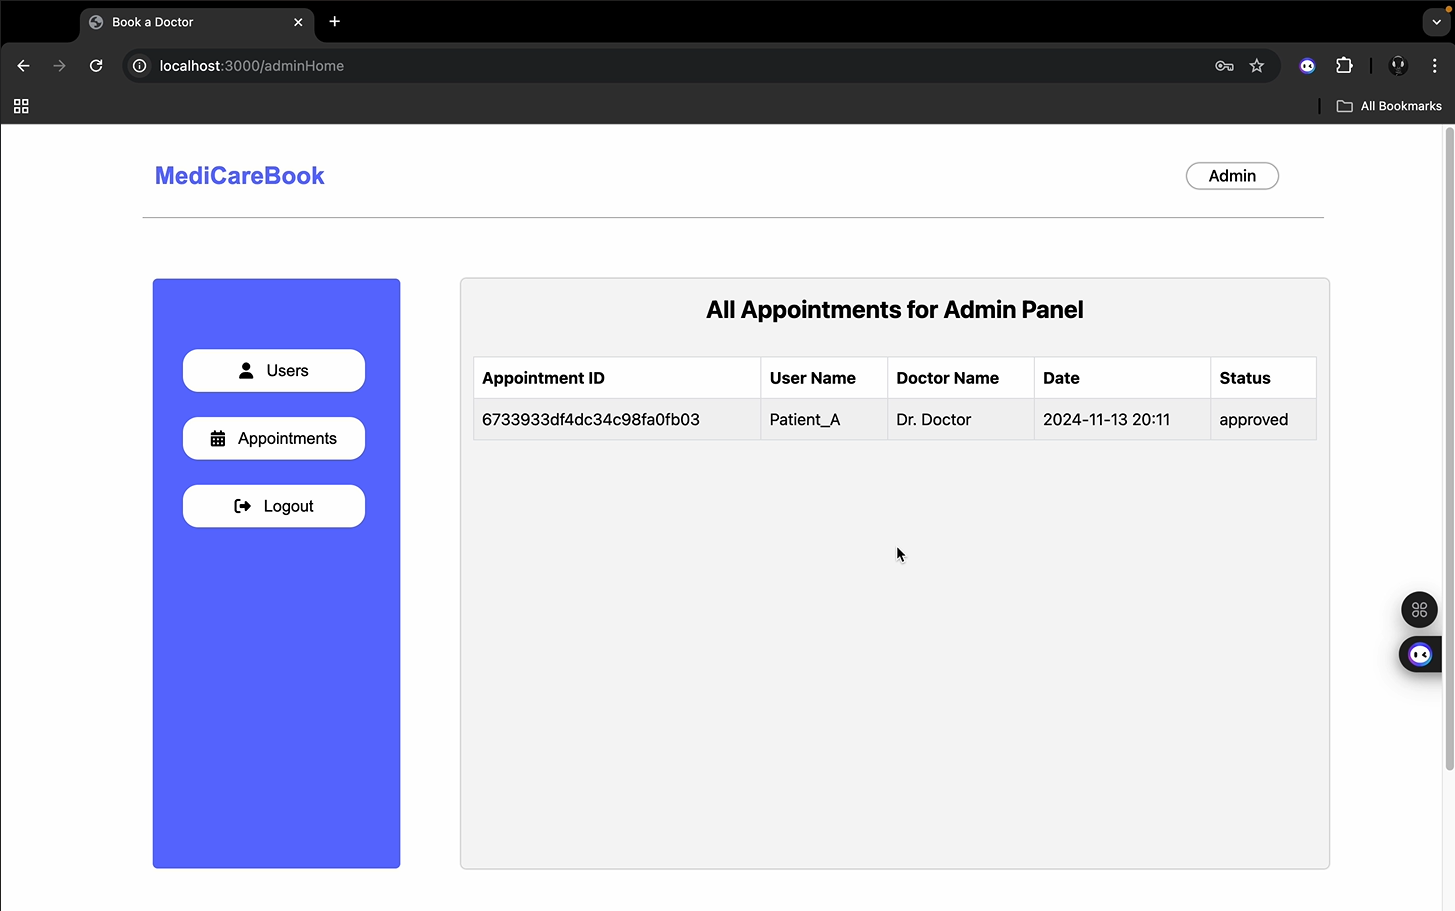 Book a Doctor
localhost:3000/adminHome
All Bookmarks
MediCareBook
Admin
Users
Appointments
Logout
All Appointments for Admin Panel
Appointment ID User Name Doctor Name Date Status
6733933df4dc34c98fa0fb03 Patient_A Dr. Doctor 2024-11-13 20:11 approved